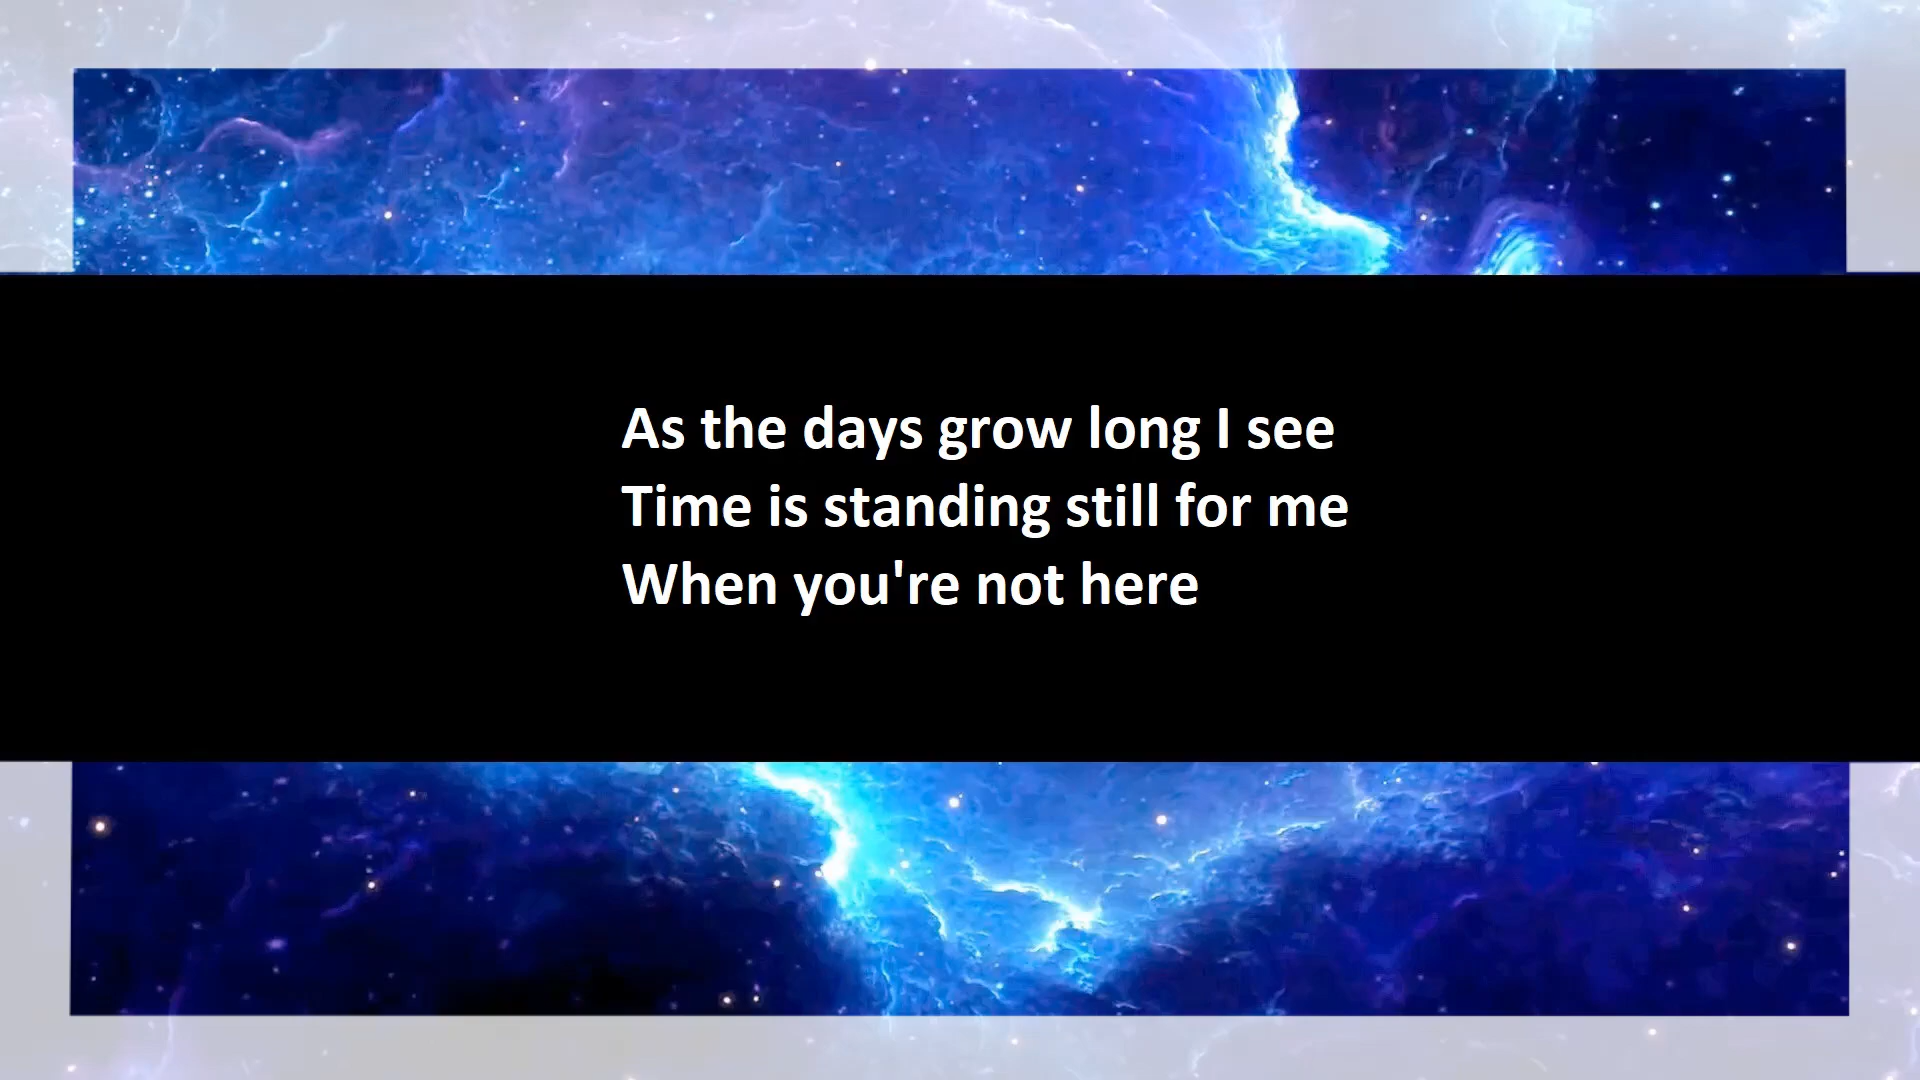 As the days grow long I see
Time is standing still for me
When you're not here